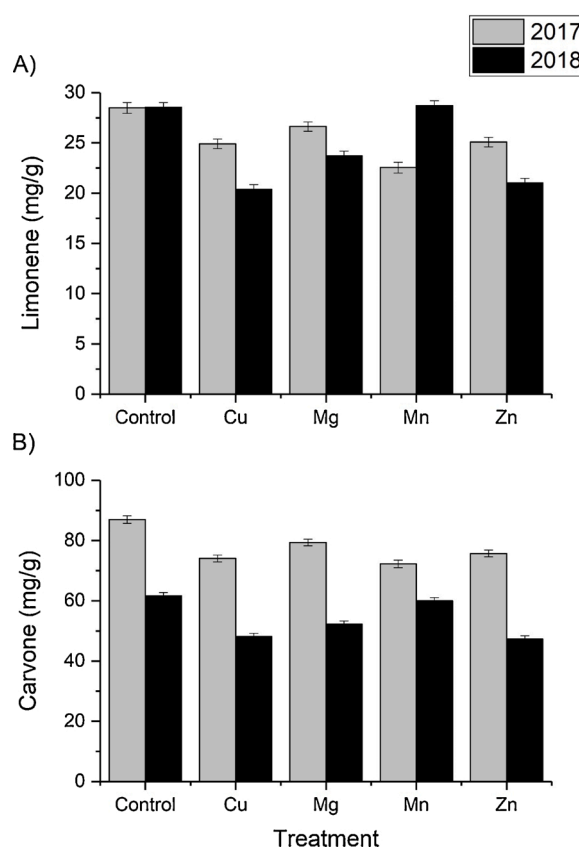 2017
2018
A)
30
25
20
15
10
5
0
Limonene (mg/g)
Control Cu Mg Mn Zn
B)
100
80
60
40
20
0
Carvone (mg/g)
Control Cu Mg Mn Zn
Treatment